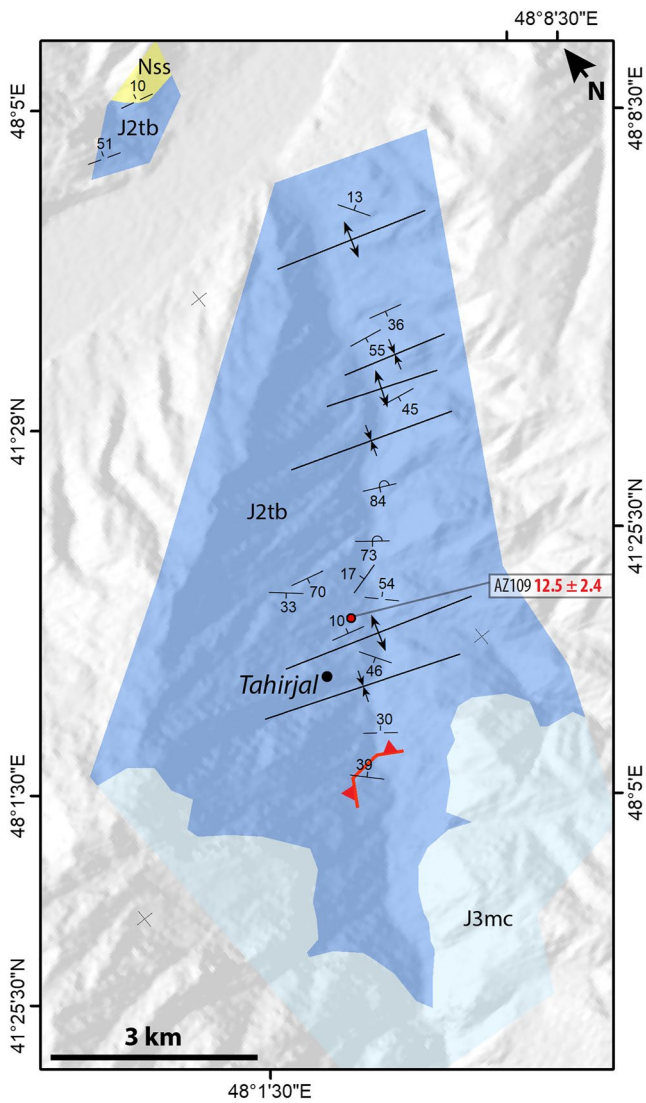 48°8'30"E
Nss
10
N
48°5'E
48°8'30"E
J2tb
51
13
36
55
45
41°29'N
84
J2tb
41°25'30"N
73
17
54
70
33
AZ109 12.5 ± 2.4
10
46
Tahirjal
30
39
48°1'30"E
48°5'E
J3mc
41°25'30"N
3 km
48°1'30"E